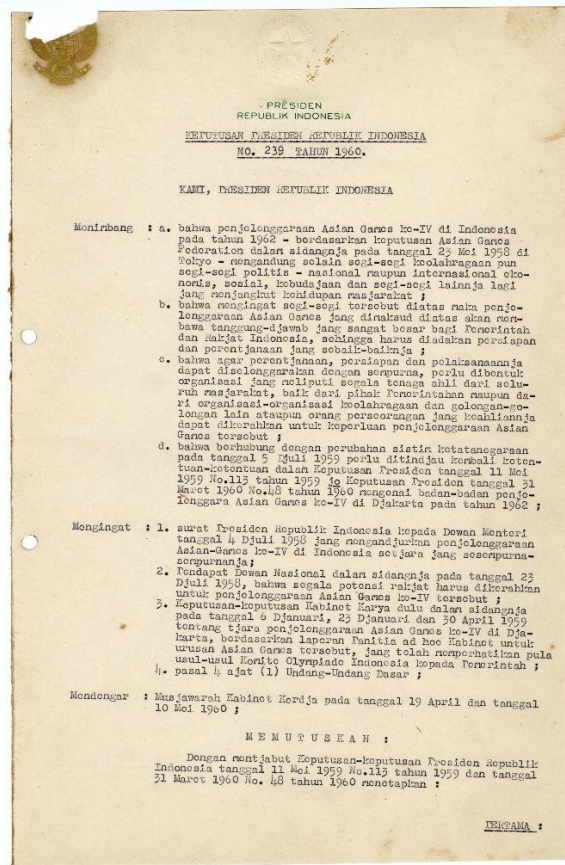 PRESIDEN
REPUBLIK INDONESIA
KEPUTUSAN PRESIDEN REPUBLIK INDONESIA
NO. 239 TAHUN 1960.
KAMI, PRESIDEN REPUBLIK INDONESIA
Menimbang : a. bahwa penjelenggaraan Asian Games ke-IV di Indonesia
pada tahun 1962 - berdasarkan keputusan Asian Games
Federation dalam sidangnja pada tanggal 23 Mei 1958 di
Tokyo - mengandung selain segi-segi keolahragaan pun
segi-segi politis - nasional maupun internasional eko-
nomis, sosial, kebudajaan dan segi-segi lainnja lagi
jang menjangkut kehidupan masjarakat ;
b. bahwa mengingat segi-segi tersebut diatas maka penje-
lenggaraan Asian Games jang dimaksud diatas akan mem-
bawa tanggung-djawab jang sangat besar bagi Pemerintah
dan Rakjat Indonesia, sehingga harus diadakan persiapan
dan perentjanaan jang sebaik-baiknja ;
c. bahwa agar perentjanaan, persiapan dan pelaksanaannja
dapat diselenggarakan dengan sempurna, perlu dibentuk
organisasi jang meliputi segala tenaga ahli dari selu-
ruh masjarakat, baik dari pihak Pemerintahan maupun da-
ri organisasi-organisasi keolahragaan dan golongan-go-
longan lain ataupun orang perseorangan jang keahliannja
dapat dikerahkan untuk keperluan penjelenggaraan Asian
Games tersebut ;
d. bahwa berhubung dengan perubahan sistim ketatanegaraan
pada tanggal 5 Djuli 1959 perlu ditindjau kembali keten-
tuan-ketentuan dalam Keputusan Presiden tanggal 11 Mei
1959 No.113 tahun 1959 jo Keputusan Presiden tanggal 31
Maret 1960 No.48 tahun 1960 mengenai badan-badan penje-
lenggara Asian Games ke-IV di Djakarta pada tahun 1962 ;
Mengingat : 1. surat Presiden Republik Indonesia kepada Dewan Menteri
tanggal 4 Djuli 1958 jang mengandjurkan penjelenggaraan
Asian-Games ke-IV di Indonesia setjara jang sesempurna-
sempurnanja;
2. Pendapat Dewan Nasional dalam sidangnja pada tanggal 23
Djuli 1958, bahwa segala potensi rakjat harus dikerahkan
untuk penjelenggaraan Asian Games ke-IV tersebut ;
3. Keputusan-keputusan Kabinet Karya dulu dalam sidangnja
pada tanggal 6 Djanuari, 23 Djanuari dan 30 April 1959
tentang tjara penjelenggaraan Asian Games ke-IV di Dja-
karta, berdasarkan laporan Panitia ad hoc Kabinet untuk
urusan Asian Games tersebut, jang telah memperhatikan pula
usul-usul Komite Olympiade Indonesia kepada Pemerintah ;
4. pasal 4 ajat (1) Undang-Undang Dasar ;
Mendengar : Musjawarah Kabinet Kerdja pada tanggal 19 April dan tanggal
10 Mei 1960 ;
M E M U T U S K A N :
Dengan mentjabut Keputusan-keputusan Presiden Republik
Indonesia tanggal 11 Mei 1959 No.113 tahun 1959 dan tanggal
31 Maret 1960 No. 48 tahun 1960 menetapkan :
PERTAMA :